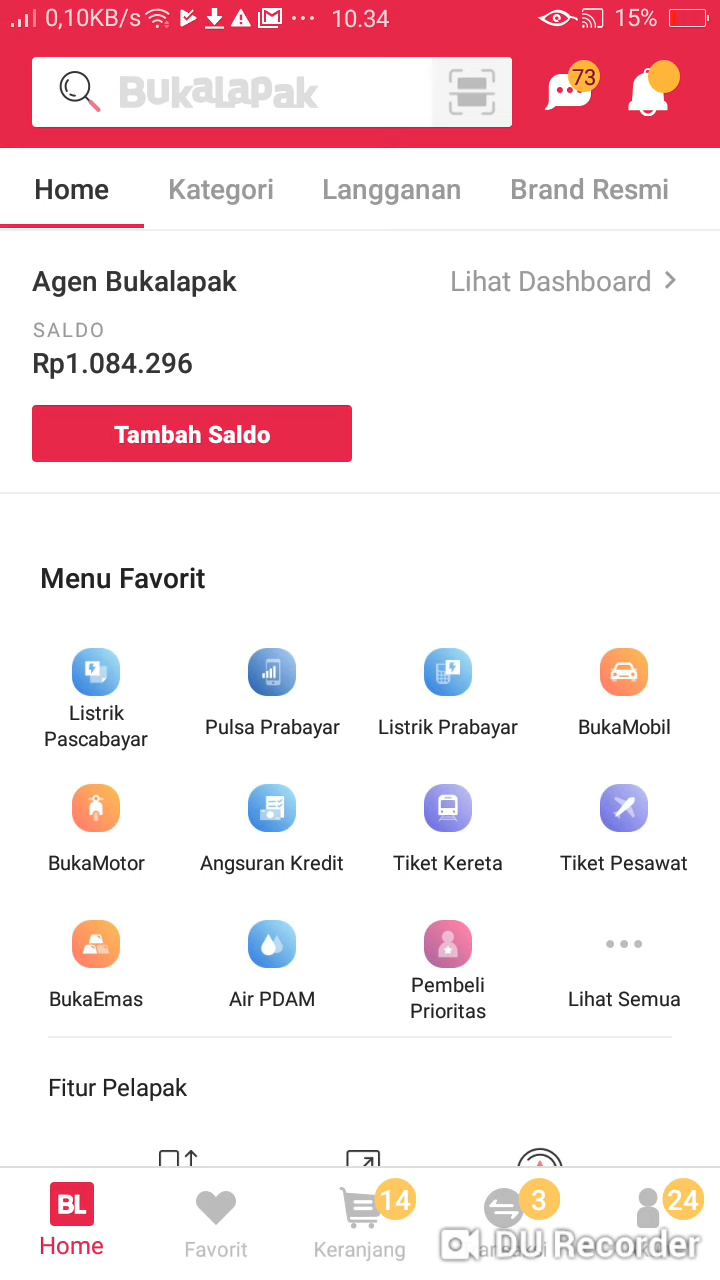 0,10KB/s 10.34 15%
Bukalapak 73
Home Kategori Langganan Brand Resmi
Agen Bukalapak Lihat Dashboard
SALDO
Rp1.084.296
Tambah Saldo
Menu Favorit
Listrik Pascabayar
Pulsa Prabayar
Listrik Prabayar
BukaMobil
BukaMotor
Angsuran Kredit
Tiket Kereta
Tiket Pesawat
BukaEmas
Air PDAM
Pembeli Prioritas
Lihat Semua
Fitur Pelapak
BL 14 3 24
Home Favorit Keranjang
DU Recorder